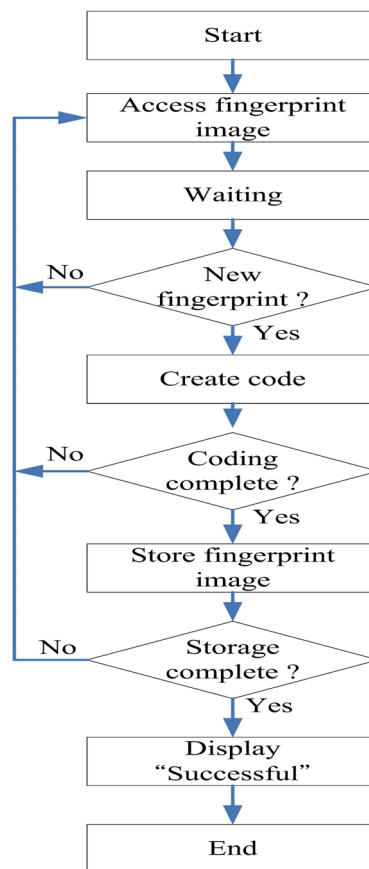 Start
Access fingerprint
image
Waiting
No
New
fingerprint ?
Yes
Create code
No
Coding
complete ?
Yes
Store fingerprint
image
No
Storage
complete ?
Yes
Display
“Successful”
End